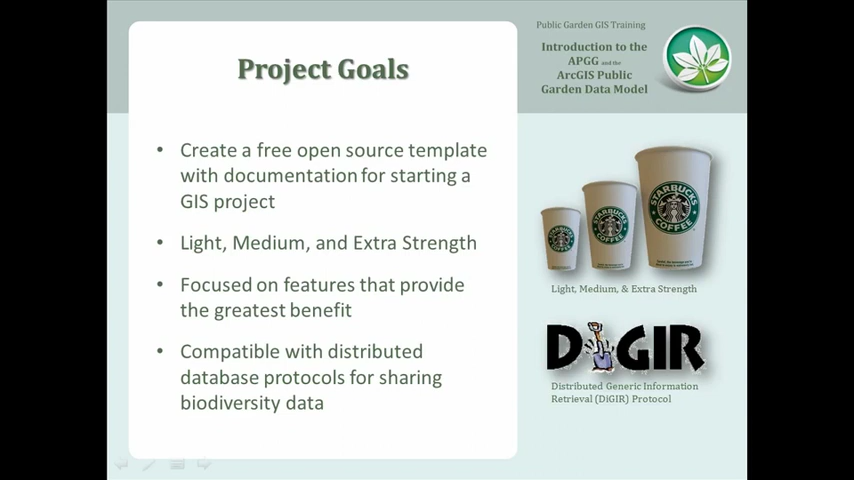 Project Goals
• Create a free open source template
with documentation for starting a
GIS project
• Light, Medium, and Extra Strength
• Focused on features that provide
the greatest benefit
• Compatible with distributed
database protocols for sharing
biodiversity data
Public Garden GIS Training
Introduction to the
APGG and the
ArcGIS Public
Garden Data Model
STARBUCKS
COFFEE
STARBUCKS
COFFEE
STARBUCKS
COFFEE
Light, Medium, & Extra Strength
DiGIR
Distributed Generic Information
Retrieval (DiGIR) Protocol